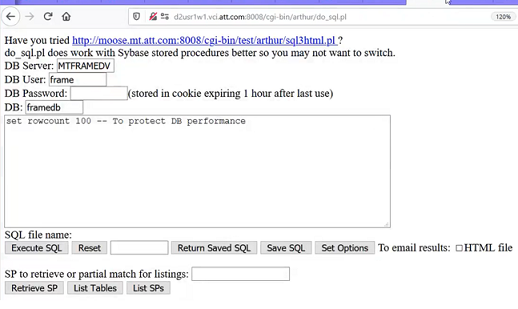 d2usr1w1.vci.att.com:8008/cgi-bin/arthur/do_sql.pl
120%
Have you tried http://moose.mt.att.com:8008/cgi-bin/test/arthur/sql3html.pl ?
do_sql.pl does work with Sybase stored procedures better so you may not want to switch.
DB Server: MTFRAMEDV
DB User: frame
DB Password: (stored in cookie expiring 1 hour after last use)
DB: framedb
set rowcount 100 -- To protect DB performance
SQL file name:
Execute SQL Reset Return Saved SQL Save SQL Set Options To email results: HTML file
SP to retrieve or partial match for listings:
Retrieve SP List Tables List SPs